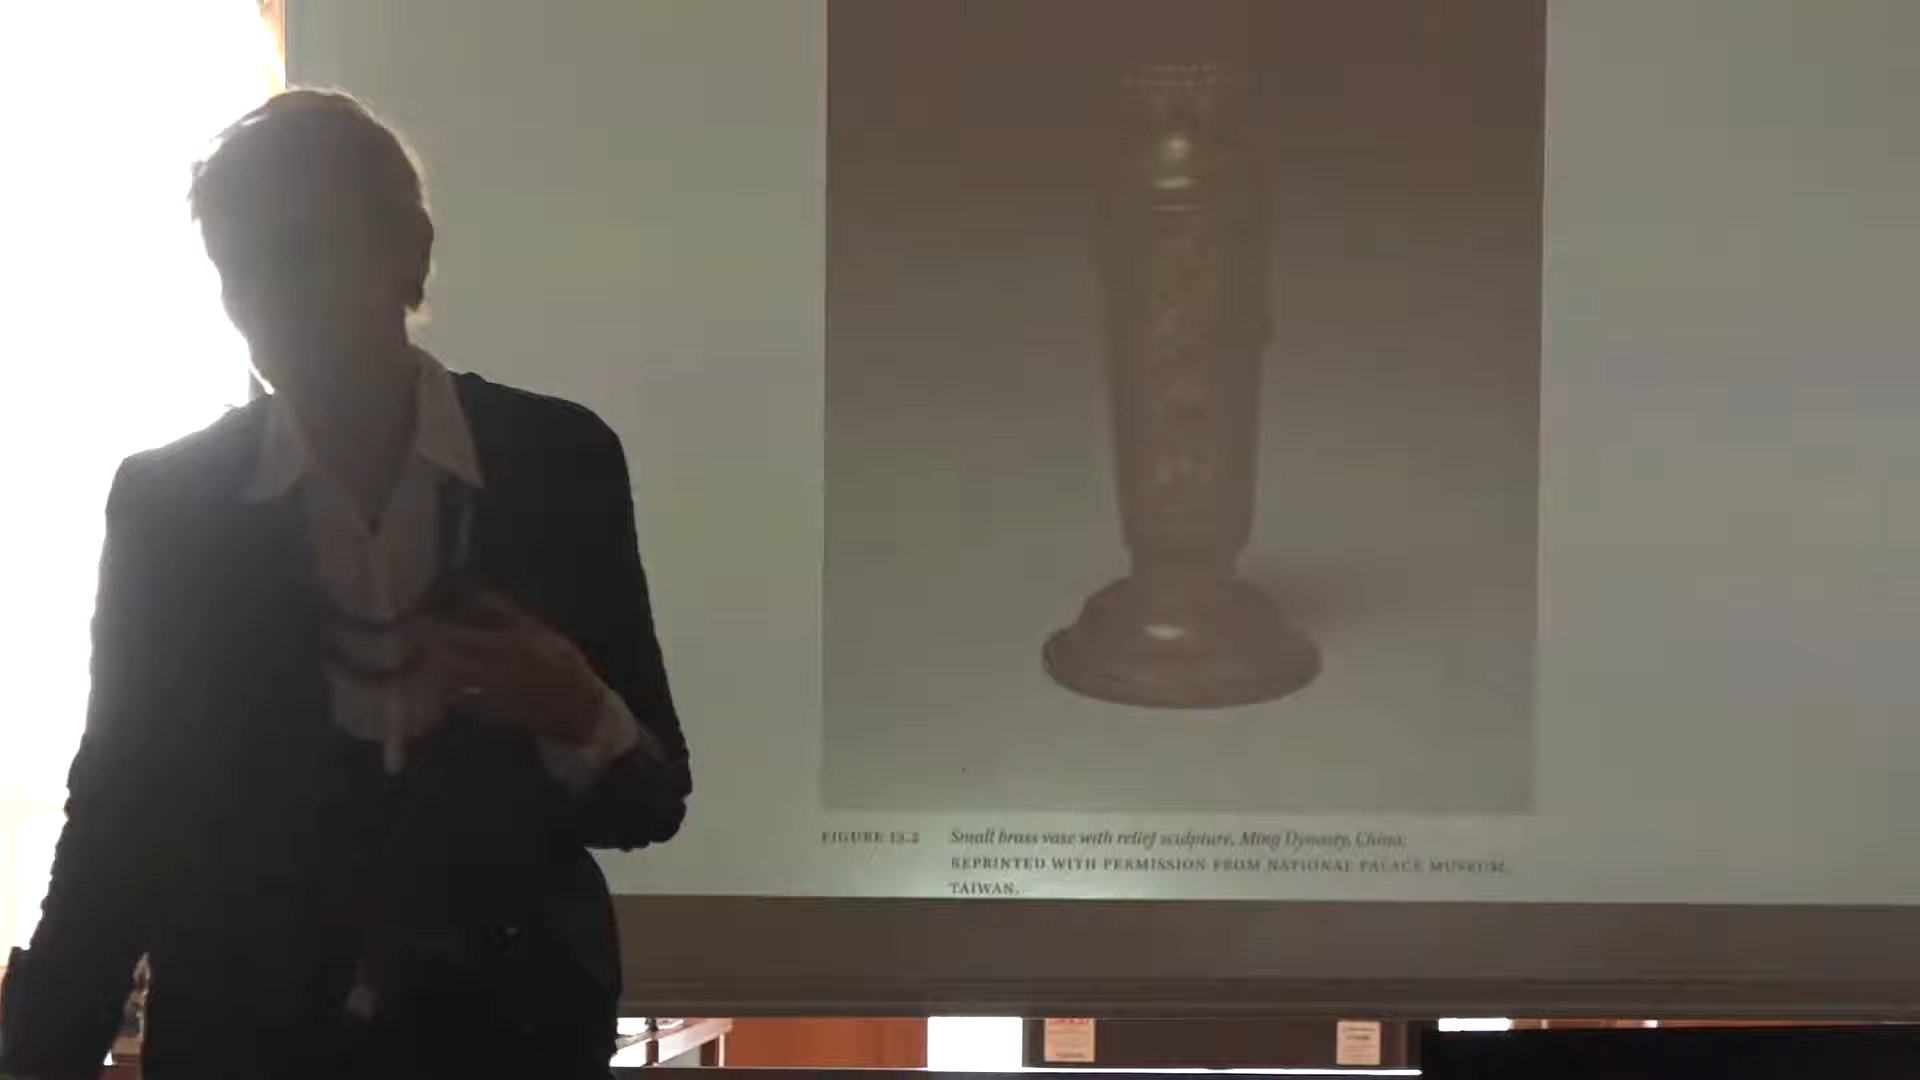 FIGURE 13.2 Small brass vase with relief sculpture, Ming Dynasty, China.
REPRINTED WITH PERMISSION FROM NATIONAL PALACE MUSEUM,
TAIWAN.